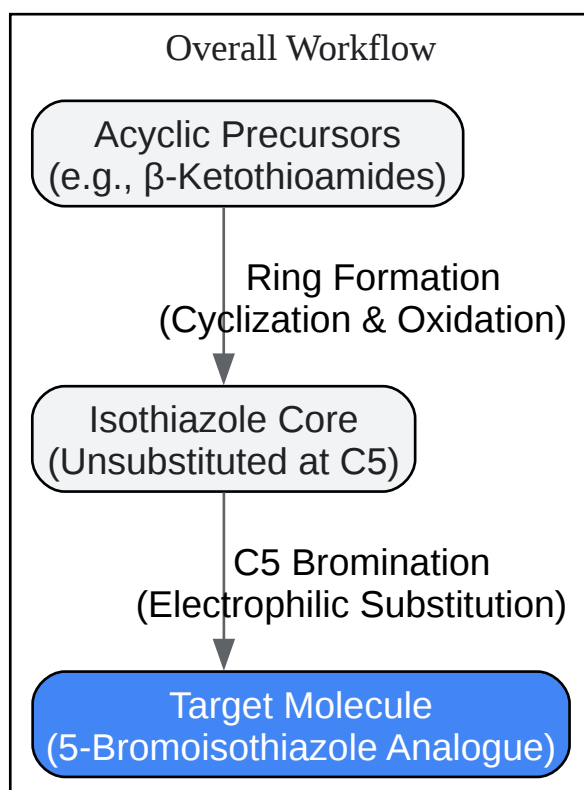 Overall Workflow
Acyclic Precursors
(e.g., β-Ketothioamides)
Ring Formation
(Cyclization & Oxidation)
Isothiazole Core
(Unsubstituted at C5)
C5 Bromination
(Electrophilic Substitution)
Target Molecule
(5-Bromoisothiazole Analogue)